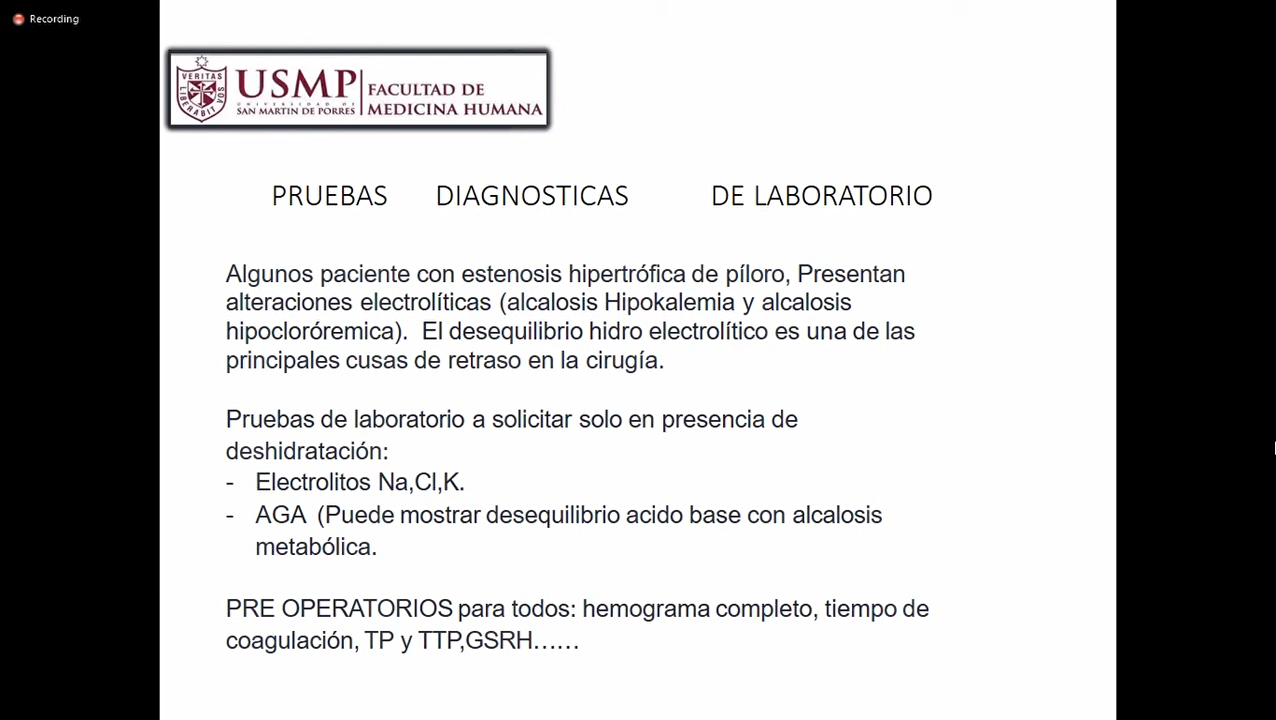 Recording
VERITAS
LIBERABIT VOS
USMP
UNIVERSIDAD DE
SAN MARTIN DE PORRES
FACULTAD DE
MEDICINA HUMANA
PRUEBAS DIAGNOSTICAS DE LABORATORIO
Algunos paciente con estenosis hipertrófica de píloro, Presentan
alteraciones electrolíticas (alcalosis Hipokalemia y alcalosis
hipocloróremica). El desequilibrio hidro electrolítico es una de las
principales cusas de retraso en la cirugía.
Pruebas de laboratorio a solicitar solo en presencia de
deshidratación:
- Electrolitos Na,Cl,K.
- AGA (Puede mostrar desequilibrio acido base con alcalosis
metabólica.
PRE OPERATORIOS para todos: hemograma completo, tiempo de
coagulación, TP y TTP,GSRH……